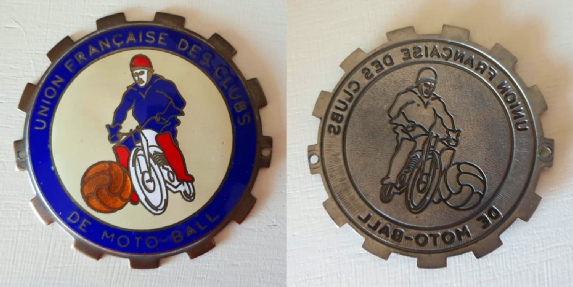 UNION FRANÇAISE DES CLUBS
DE MOTO-BALL
UNION FRANÇAISE DES CLUBS
DE MOTO-BALL